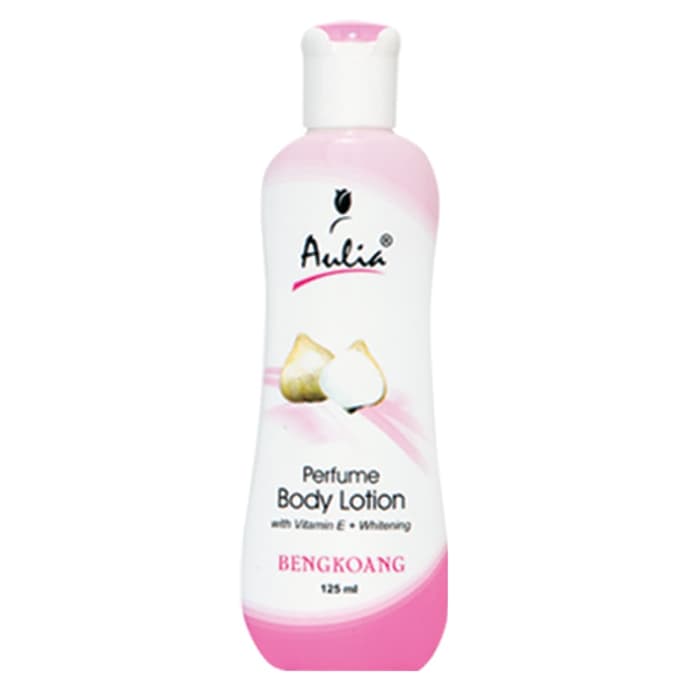 Aulia®
Perfume
Body Lotion
with Vitamin E + Whitening
BENGKOANG
125 ml